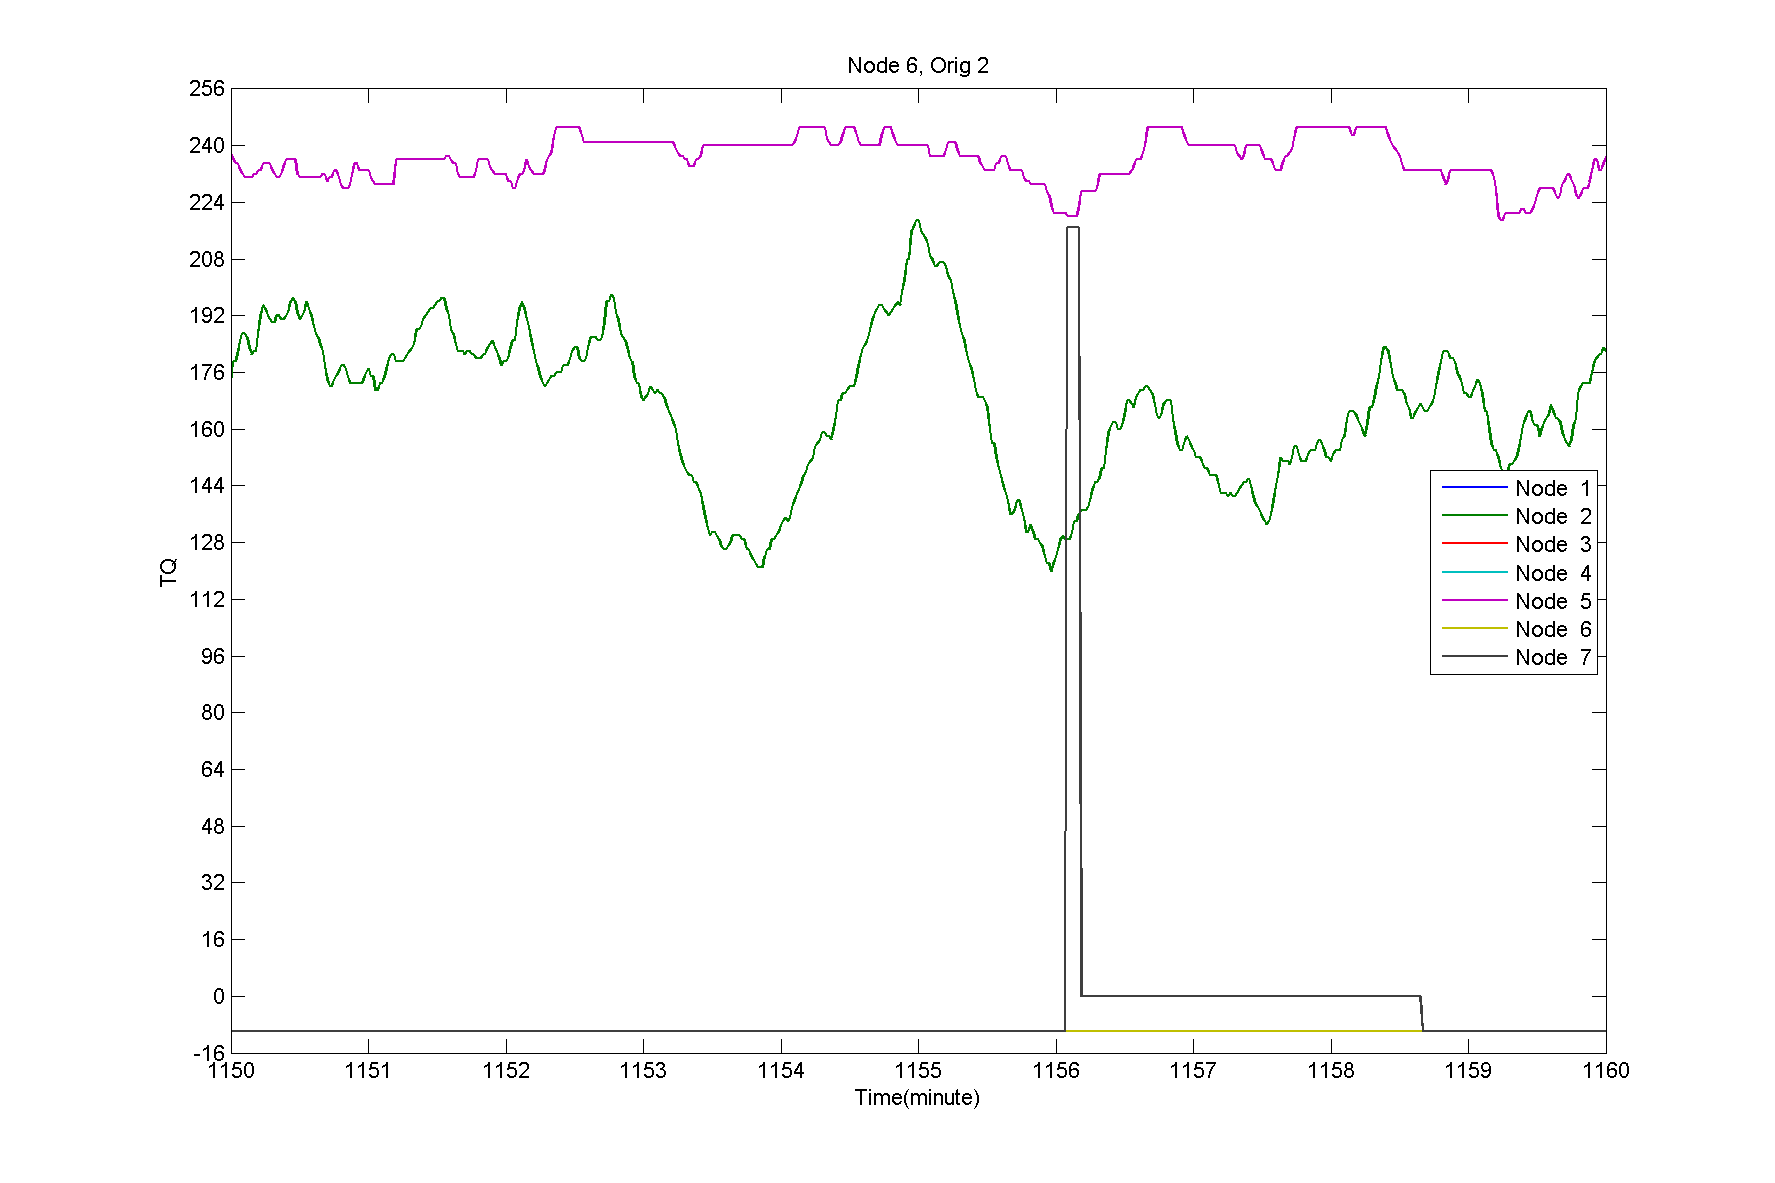 Node 6, Orig 2
256
240
224
208
192
176
160
144
128
112
96
80
64
48
32
16
0
-16
TQ
Node 1
Node 2
Node 3
Node 4
Node 5
Node 6
Node 7
1150 1151 1152 1153 1154 1155 1156 1157 1158 1159 1160
Time(minute)